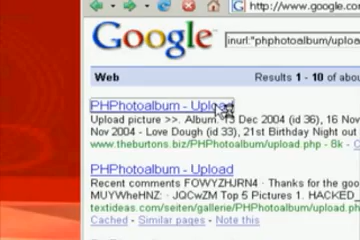 http://www.google.co
Google
inurl:"phphotoalbum/uploa
Web Results 1 - 10 of abo
PHPhotoalbum - Upload
Upload picture >>. Album. 13 Dec 2004 (id 36), 16 Nov
Nov 2004 - Love Dough (id 33), 21st Birthday Night out
www.theburtons.biz/PHPhotoalbum/upload.php - 8k - C
PHPhotoalbum - Upload
Recent comments FOWYZHJRN4 · Thanks for the goo
MUYWheHNZ: · JQCwZM Top 5 Pictures 1. HACKED_
textideas.com/seiten/gallerie/PHPhotoalbum/upload.ph
Cached - Similar pages - Note this